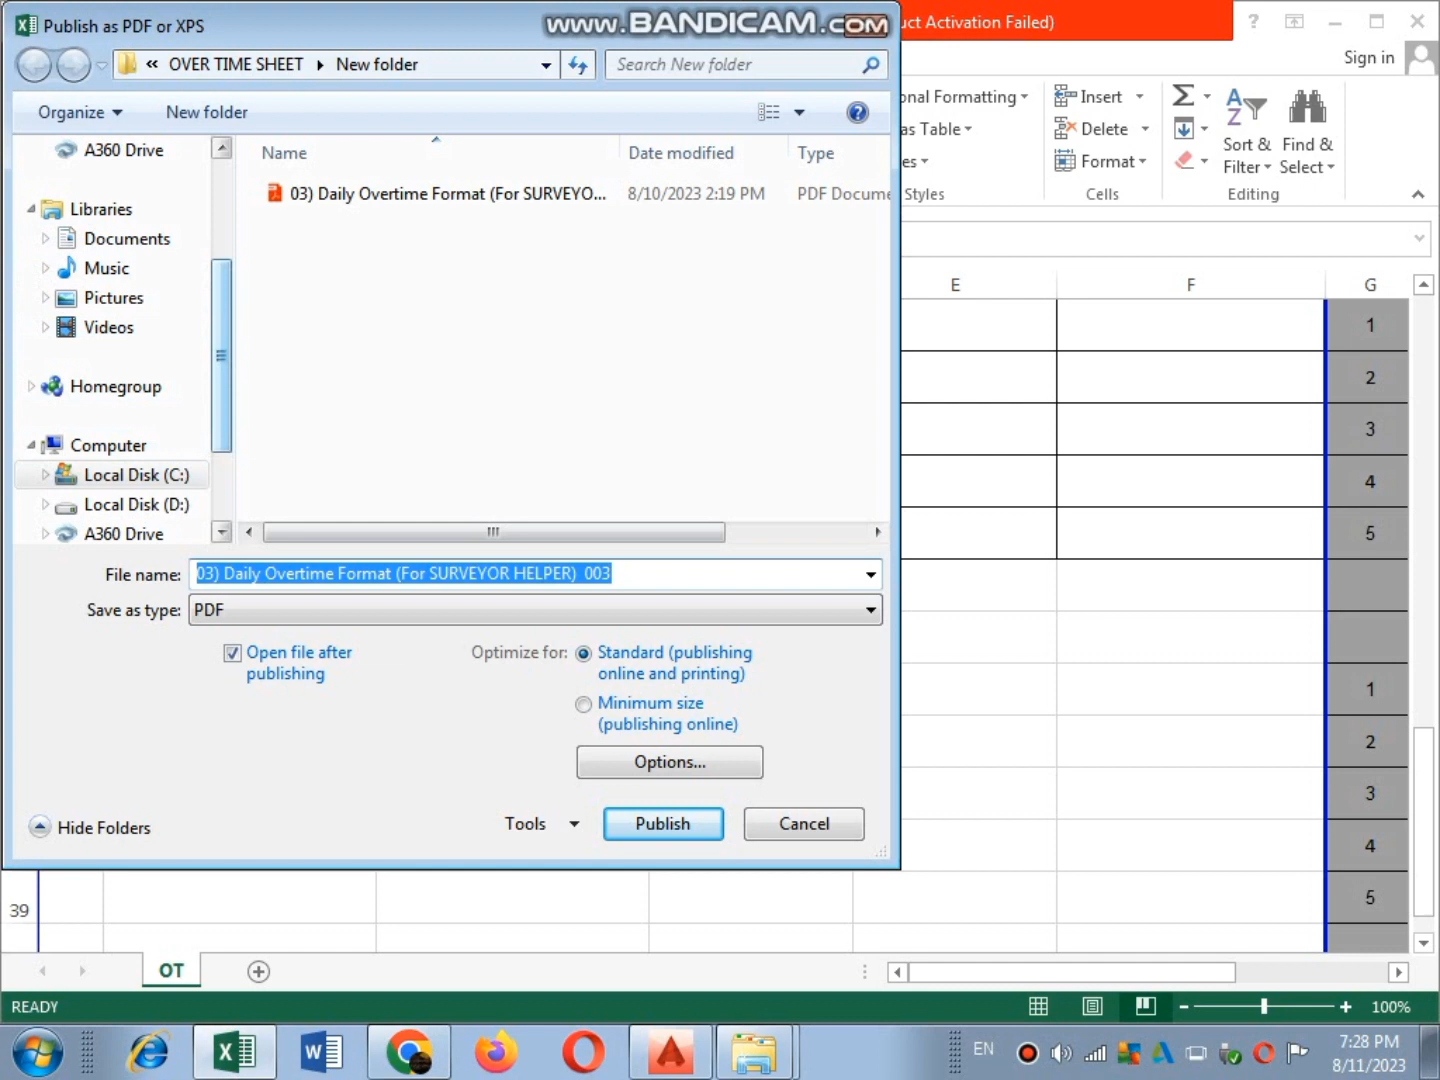 Publish as PDF or XPS
www.BANDICAM.com
uct Activation Failed)
?
« OVER TIME SHEET ▸ New folder
Search New folder
Sign in
Organize
New folder
onal Formatting
as Table
es
Styles
Insert
Delete
Format
Cells
Sort &
Filter
Find &
Select
Editing
Name
Date modified
Type
03) Daily Overtime Format (For SURVEYO...
8/10/2023 2:19 PM
PDF Docume
A360 Drive
Libraries
Documents
Music
Pictures
Videos
Homegroup
Computer
Local Disk (C:)
Local Disk (D:)
A360 Drive
File name: 03) Daily Overtime Format (For SURVEYOR HELPER)  003
Save as type: PDF
Open file after
publishing
Optimize for:
Standard (publishing
online and printing)
Minimum size
(publishing online)
Options...
Hide Folders
Tools
Publish
Cancel
E
F
G
1
2
3
4
5
1
2
3
4
5
39
OT
READY
100%
EN
7:28 PM
8/11/2023